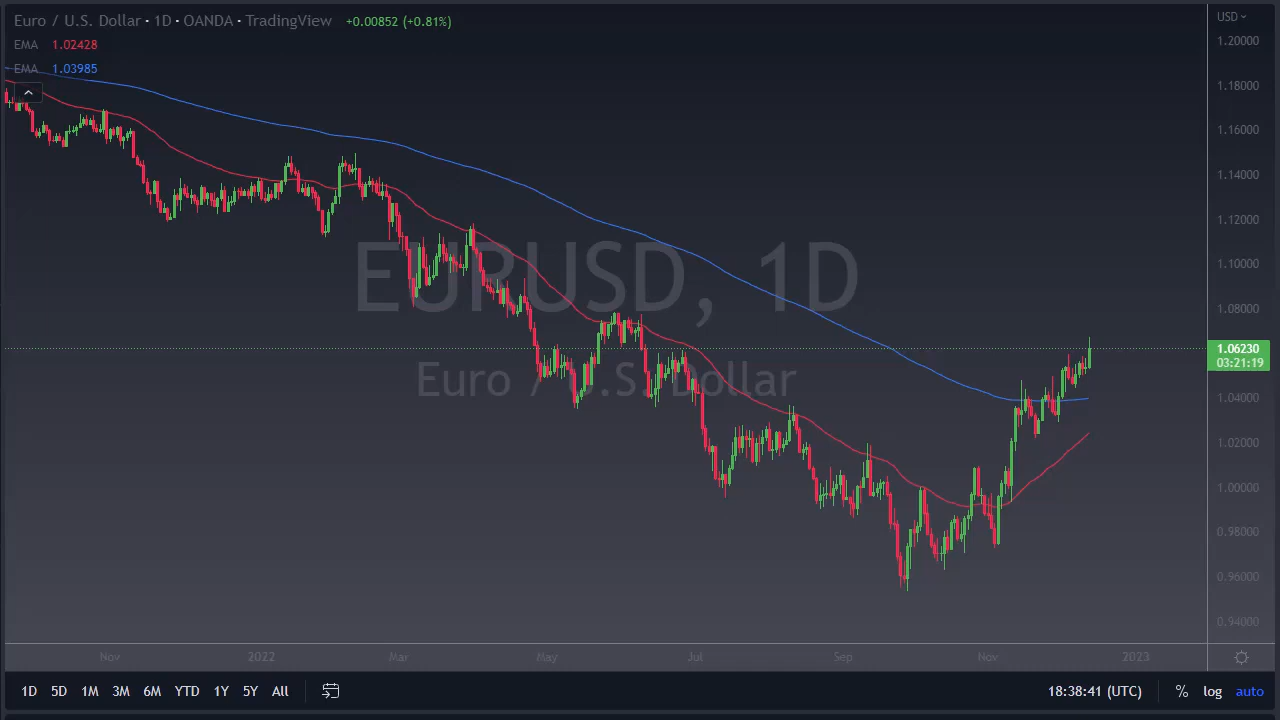 Euro / U.S. Dollar · 1D · OANDA · TradingView +0.00852 (+0.81%)
EMA 1.02428
EMA 1.03985
USD
1.20000
1.18000
1.16000
1.14000
1.12000
1.10000
1.08000
1.06230
03:21:19
1.04000
1.02000
1.00000
0.98000
0.96000
0.94000
EURUSD, 1D
Euro / U.S. Dollar
Nov 2022 Mar May Jul Sep Nov 2023
1D 5D 1M 3M 6M YTD 1Y 5Y All 18:38:41 (UTC) % log auto